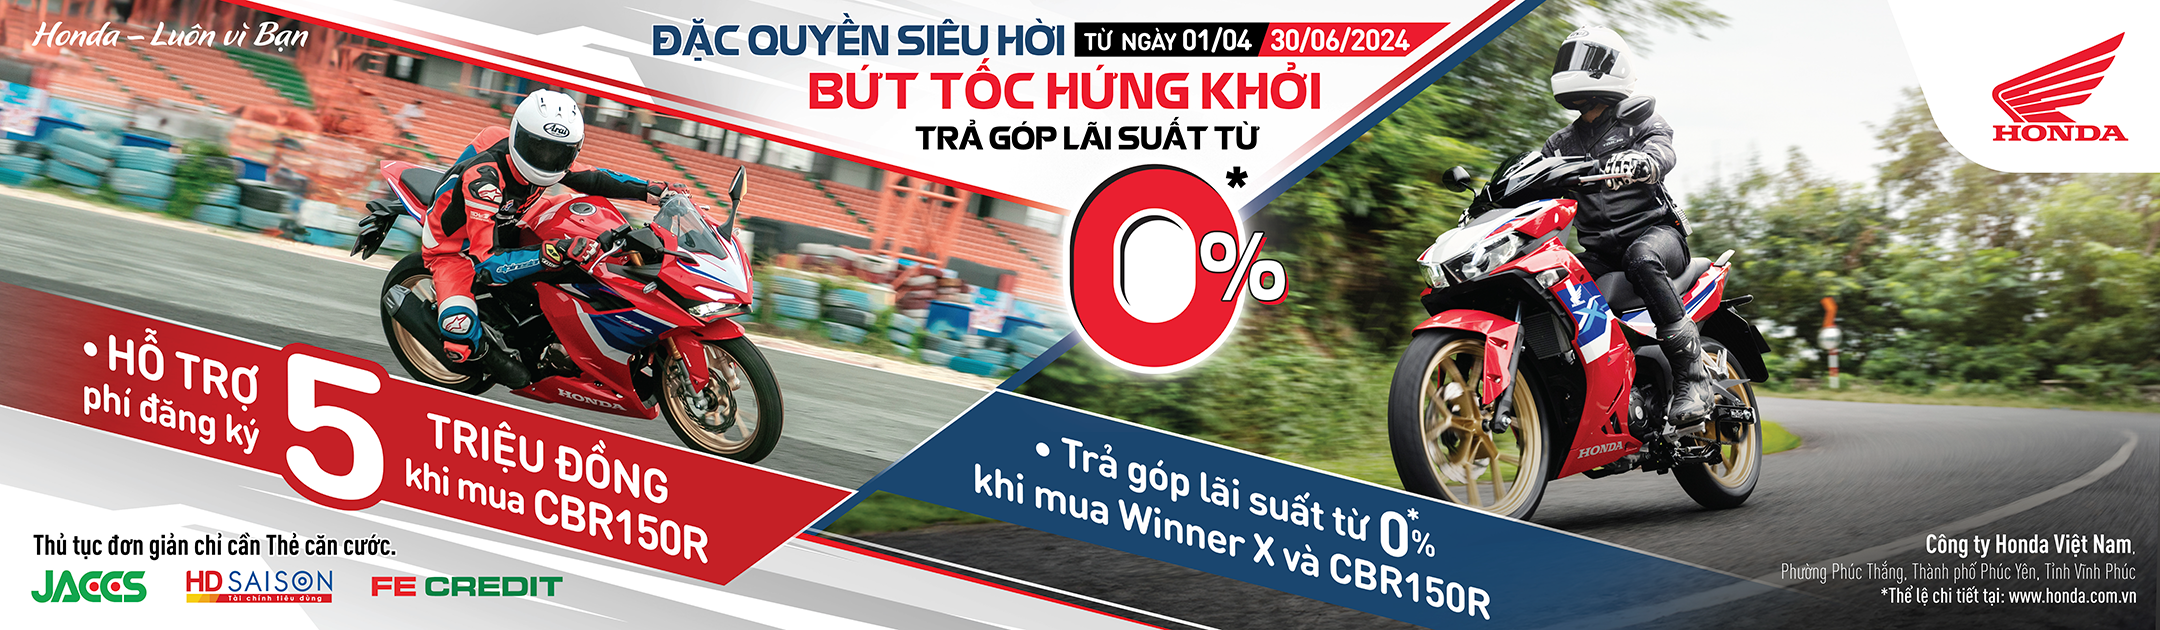 Honda – Luôn vì Bạn
ĐẶC QUYỀN SIÊU HỜI TỪ NGÀY 01/04 30/06/2024
BỨT TỐC HỨNG KHỞI
TRẢ GÓP LÃI SUẤT TỪ
0%*
HONDA
Arai
• HỖ TRỢ
phí đăng ký
5
TRIỆU ĐỒNG
khi mua CBR150R
HONDA
• Trả góp lãi suất từ 0*%
khi mua Winner X và CBR150R
HONDA
Thủ tục đơn giản chỉ cần Thẻ căn cước.
JACCS
HD SAISON
Tài chính tiêu dùng
FE CREDIT
Công ty Honda Việt Nam,
Phường Phúc Thắng, Thành phố Phúc Yên, Tỉnh Vĩnh Phúc
*Thể lệ chi tiết tại: www.honda.com.vn